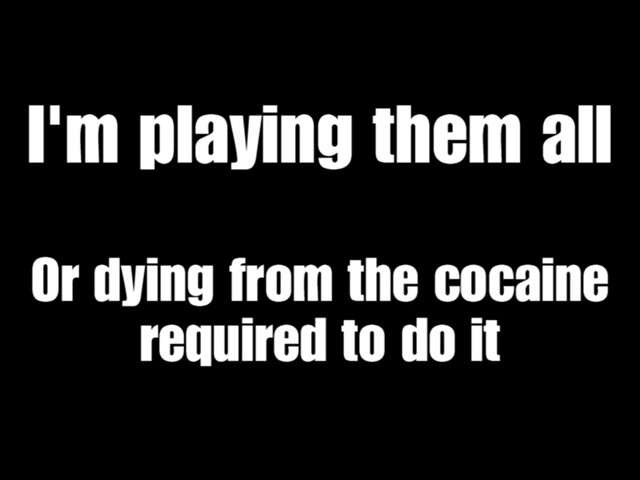 I'm playing them all
Or dying from the cocaine
required to do it